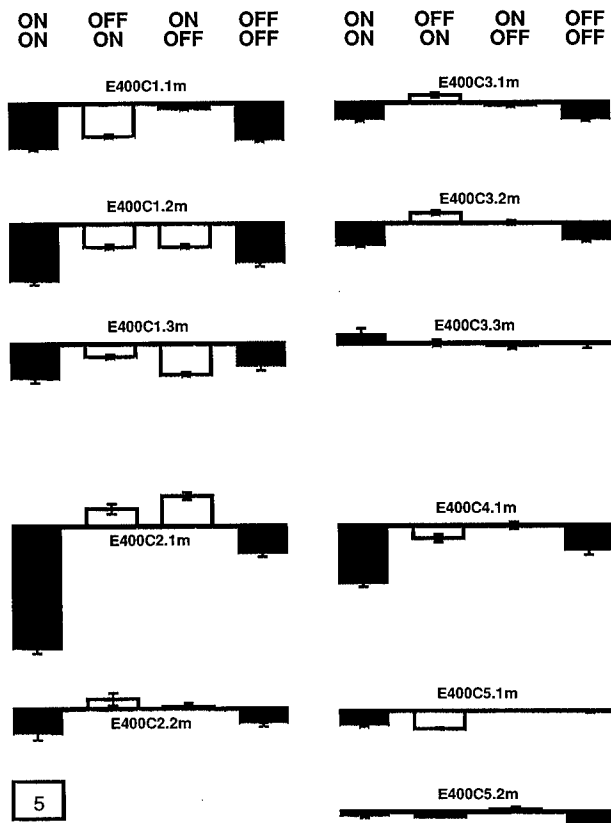 ON OFF ON OFF ON OFF ON OFF
ON ON OFF OFF ON ON OFF OFF
E400C1.1m
E400C1.2m
E400C1.3m
E400C2.1m
E400C2.2m
5
E400C3.1m
E400C3.2m
E400C3.3m
E400C4.1m
E400C5.1m
E400C5.2m